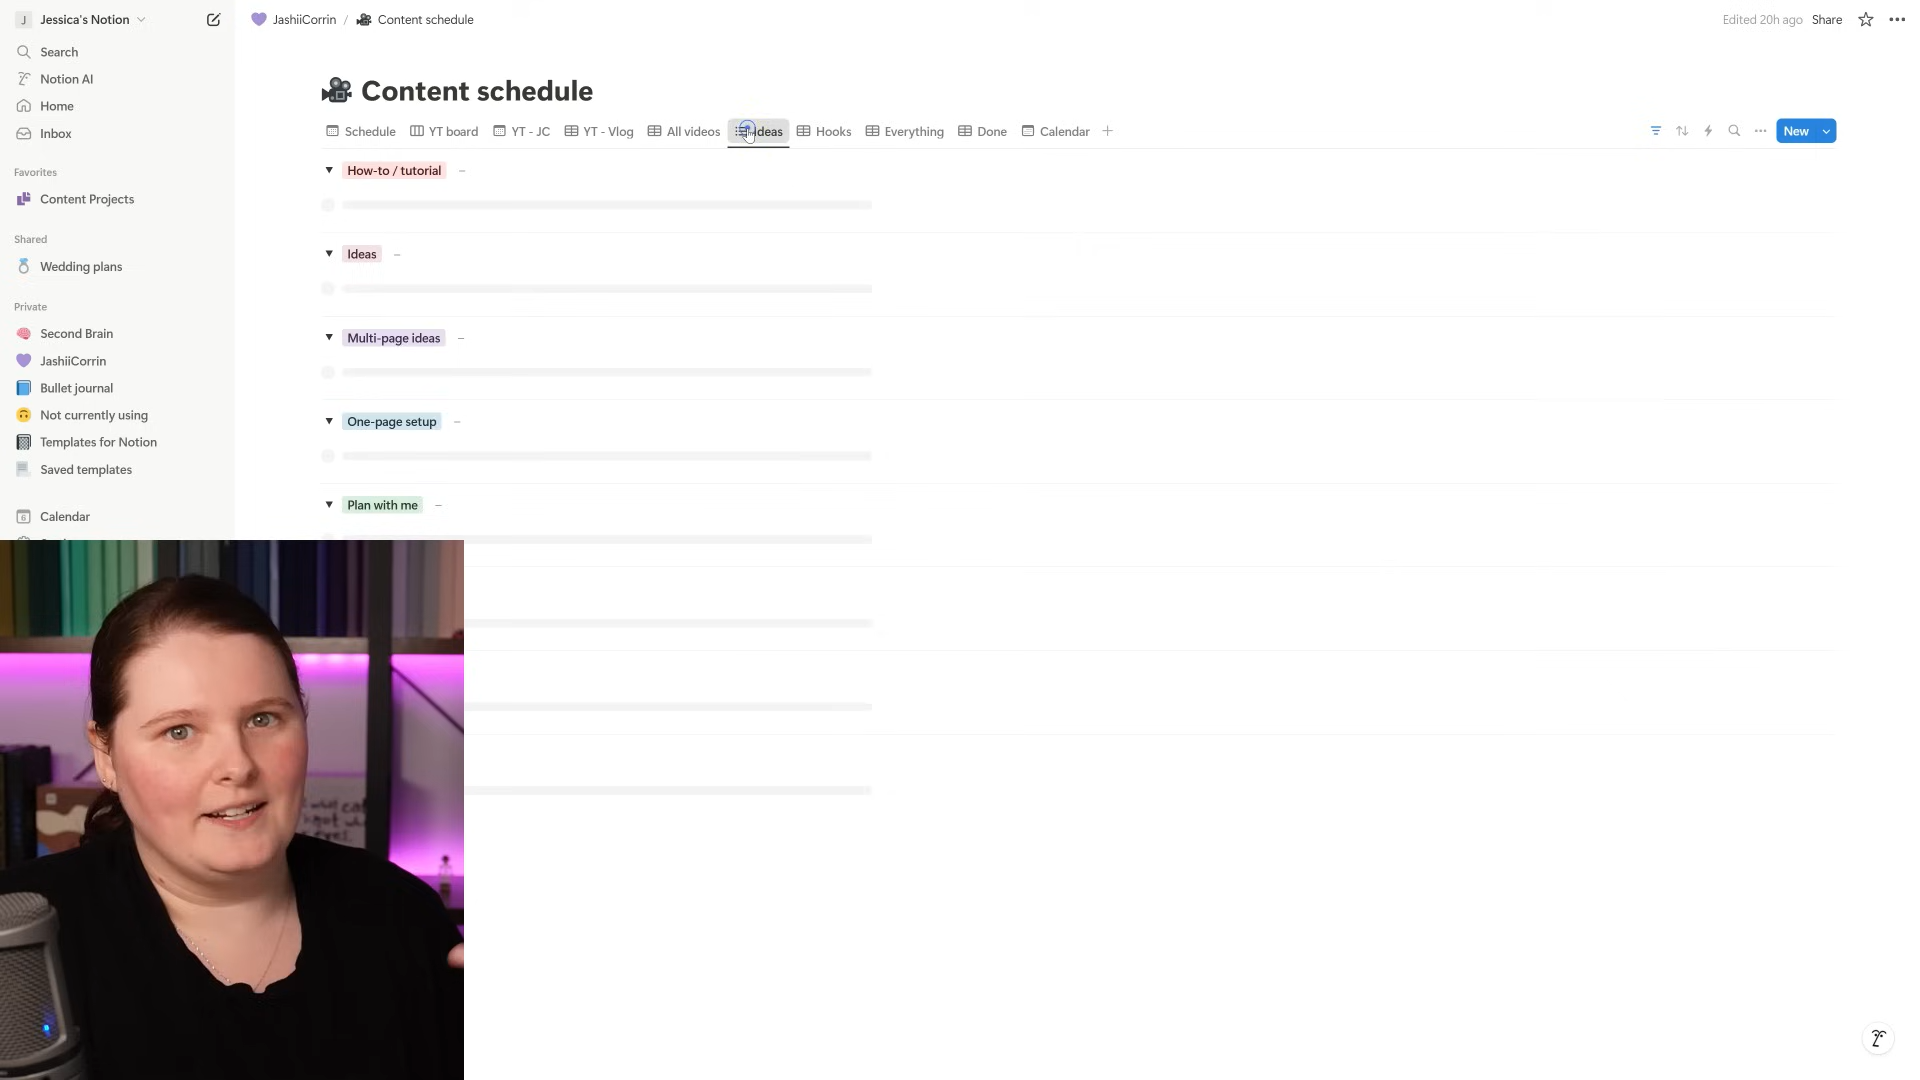 J Jessica's Notion
JashiiCorrin / Content schedule
Edited 20h ago
Share
Search
Notion AI
Home
Inbox
Favorites
Content Projects
Shared
Wedding plans
Private
Second Brain
JashiiCorrin
Bullet journal
Not currently using
Templates for Notion
Saved templates
Calendar
Content schedule
Schedule
YT board
YT - JC
YT - Vlog
All videos
Ideas
Hooks
Everything
Done
Calendar
New
How-to / tutorial
Ideas
Multi-page ideas
One-page setup
Plan with me